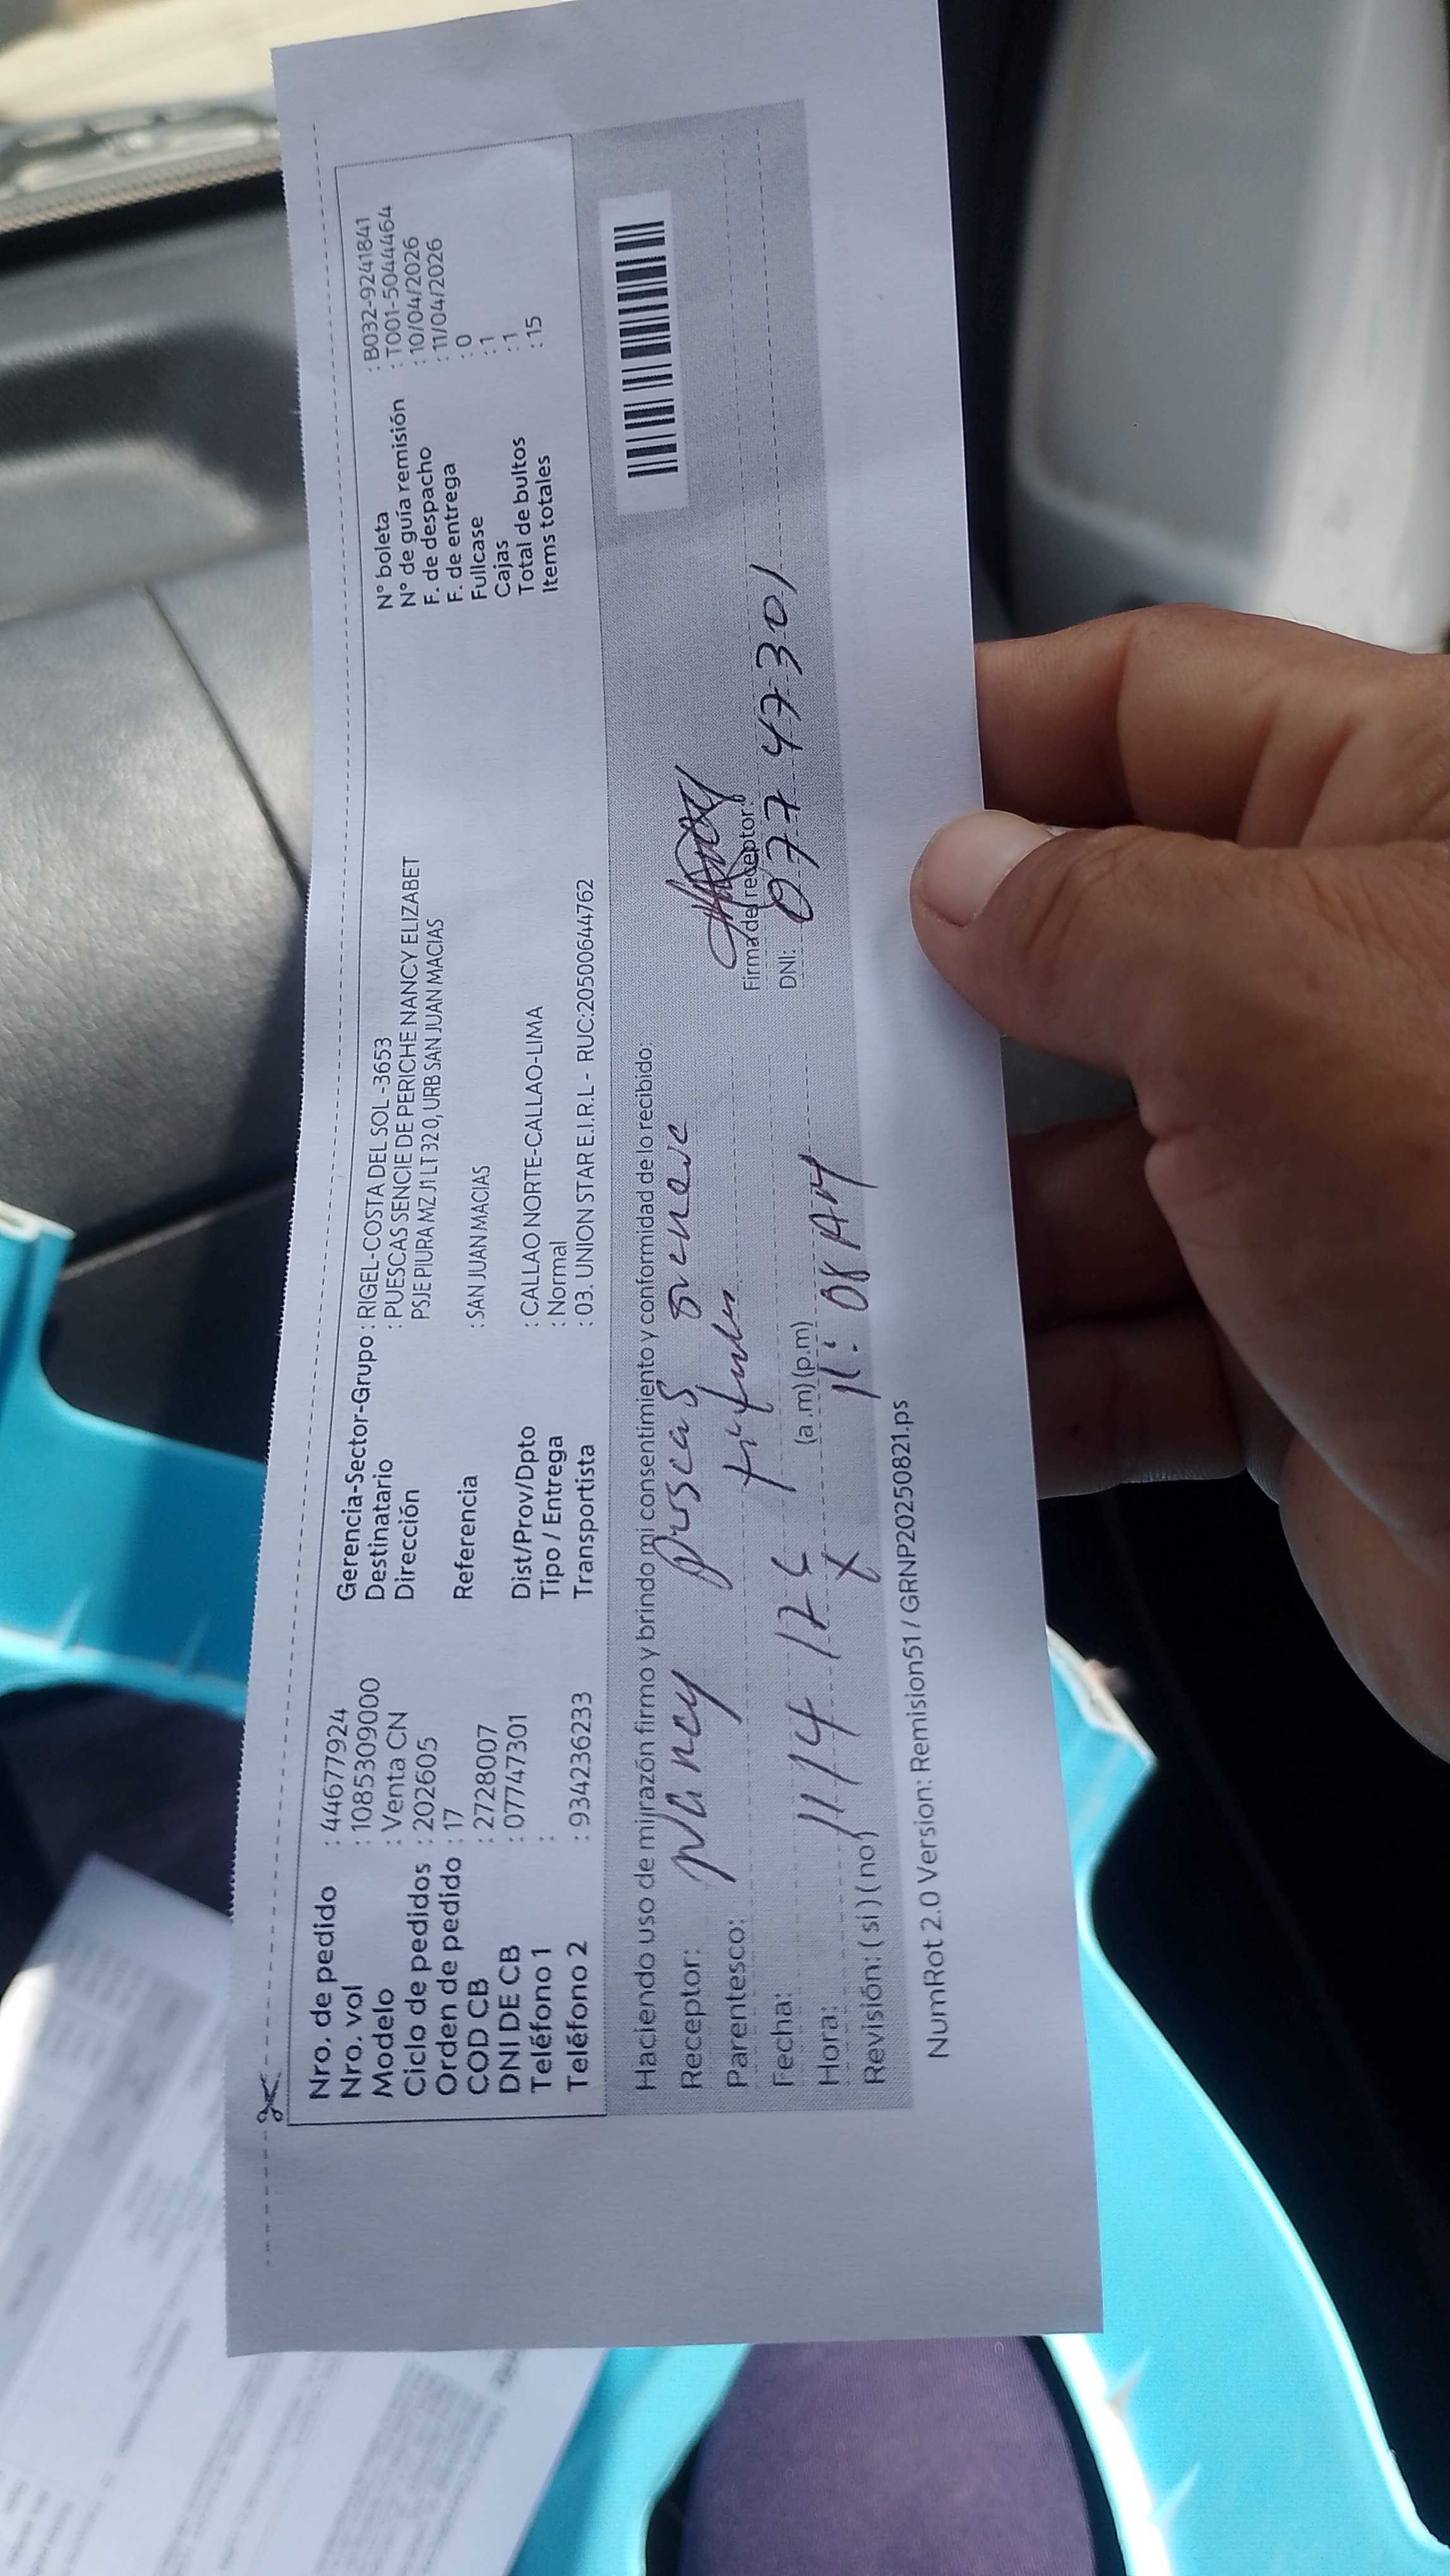 Nro. de pedido : 44677924
Nro. vol : 1085309000
Modelo : Venta CN
Ciclo de pedidos : 202605
Orden de pedido : 17
COD CB : 2728007
DNI DE CB : 07747301
Teléfono 1 :
Teléfono 2 : 934236233
Gerencia-Sector-Grupo : RIGEL-COSTA DEL SOL -3653
Destinatario : PUESCAS SENCIE DE PERICHE NANCY ELIZABET
Dirección PSJE PIURA MZ J1 LT 32 0, URB SAN JUAN MACIAS
Referencia : SAN JUAN MACIAS
Dist/Prov/Dpto : CALLAO NORTE-CALLAO-LIMA
Tipo / Entrega : Normal
Transportista : 03. UNION STAR E.I.R.L - RUC:20500644762
N° boleta : B032-9241841
N° de guía remisión : T001-5044464
F. de despacho : 10/04/2026
F. de entrega : 11/04/2026
Fullcase : 0
Cajas : 1
Total de bultos : 1
Items totales : 15
Haciendo uso de mi razón firmo y brindo mi consentimiento y conformidad de lo recibido:
Receptor: Nancy Puscas
Parentesco:
Fecha: 11/4/26
Hora: (a.m) (p.m) 11:08 AM
Revisión: ( si ) ( no ) X
Firma del receptor:
DNI: 07747301
NumRot 2.0 Version: Remision51 / GRNP20250821.ps